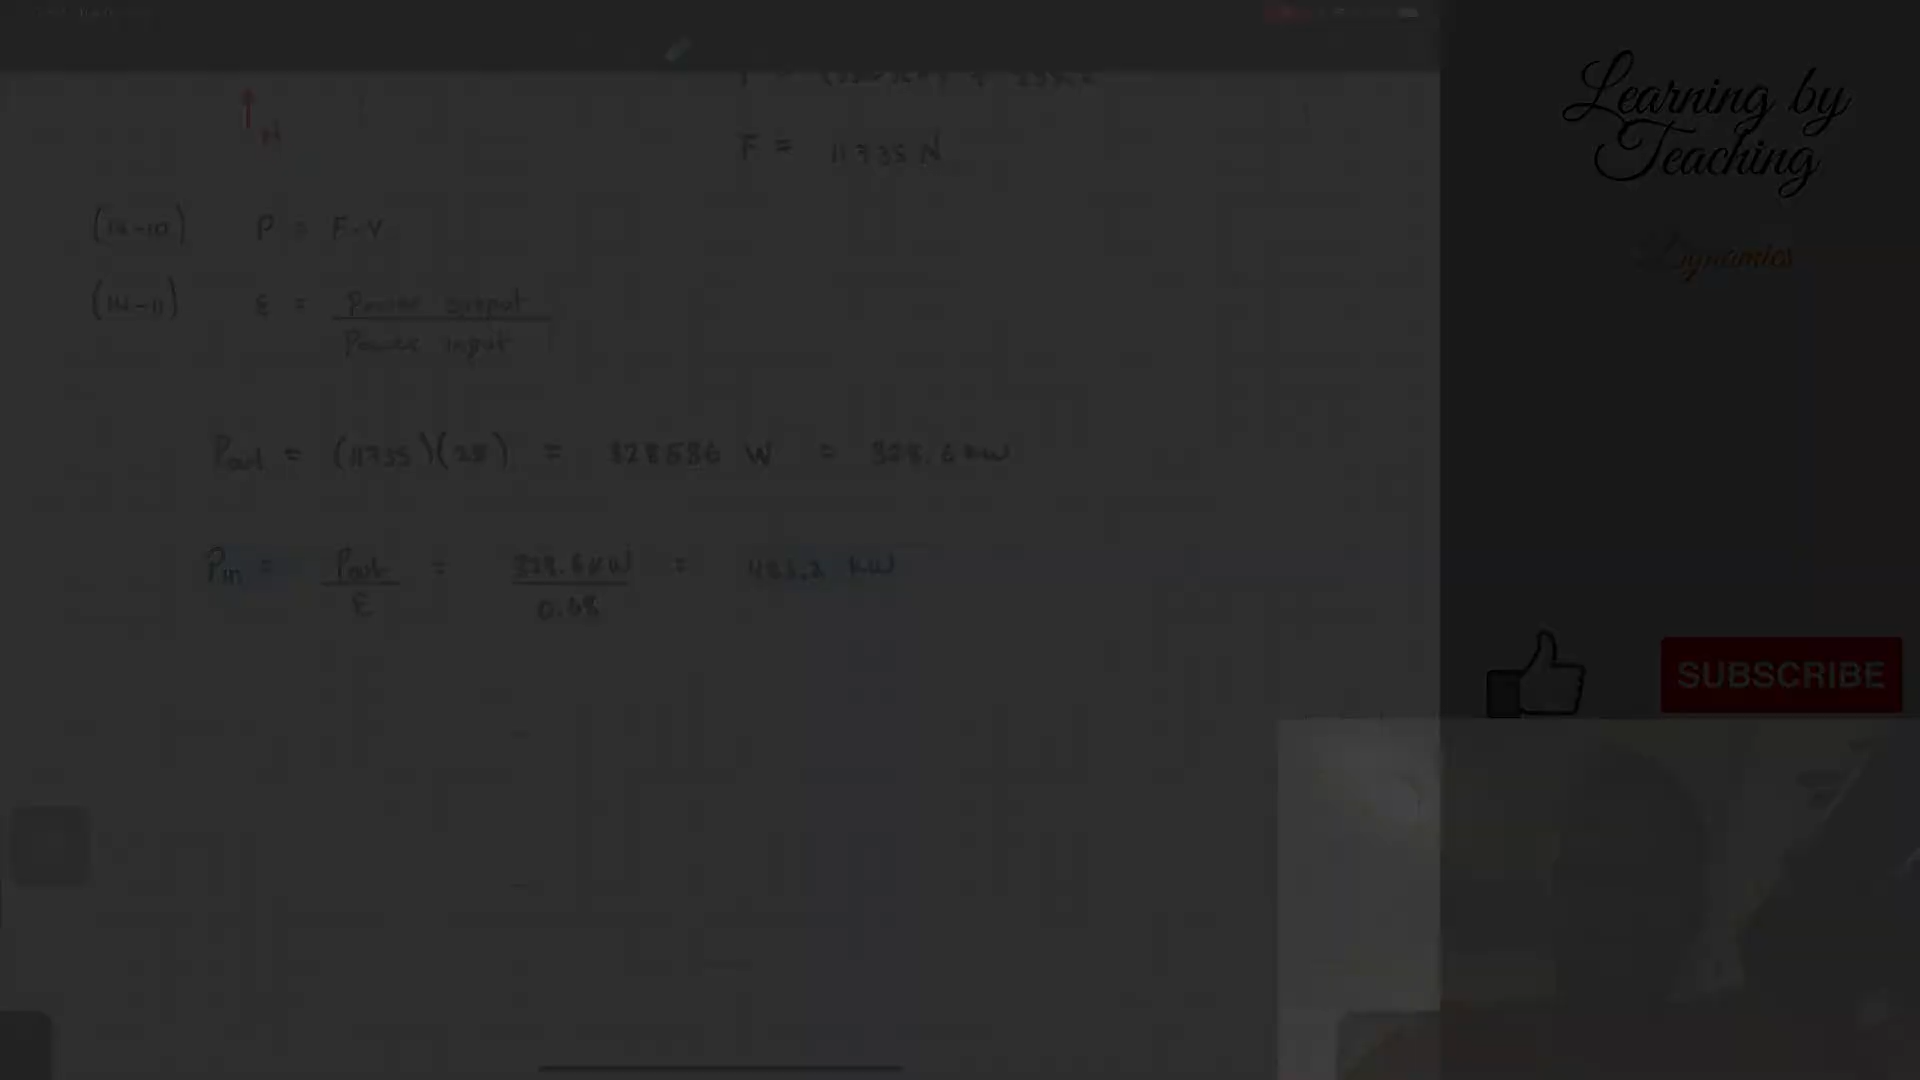 F = 11735 N
(14-10) P = F·V
(14-11) ε = Power output
Power input
Pout = (11735)(28) = 328586 W = 328.6 kW
Pin = Pout / ε = 328.6 kW / 0.68 = 483.2 kW
Learning by
Teaching
Dynamics
SUBSCRIBE